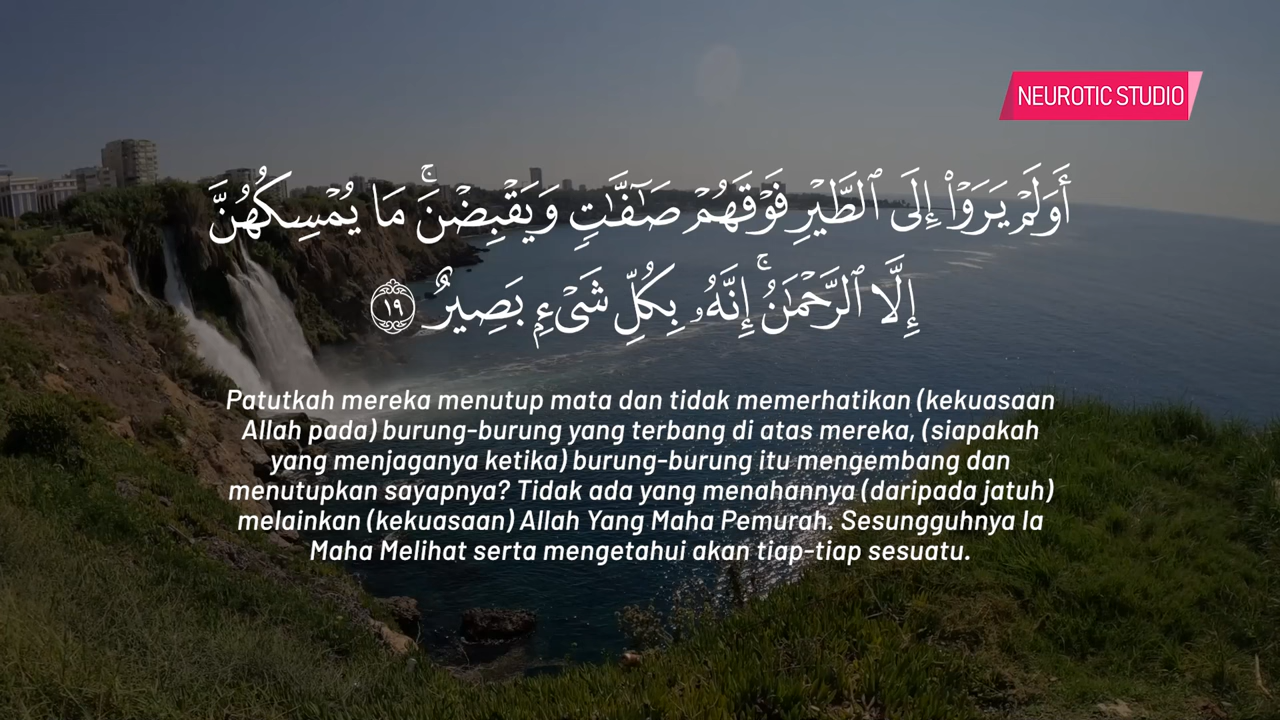 NEUROTIC STUDIO
أَوَلَمْ يَرَوْا۟ إِلَى ٱلطَّيْرِ فَوْقَهُمْ صَـٰٓفَّـٰتٍ وَيَقْبِضْنَ ۚ مَا يُمْسِكُهُنَّ
إِلَّا ٱلرَّحْمَـٰنُ ۚ إِنَّهُۥ بِكُلِّ شَىْءٍۭ بَصِيرٌ ١٩
Patutkah mereka menutup mata dan tidak memerhatikan (kekuasaan
Allah pada) burung-burung yang terbang di atas mereka, (siapakah
yang menjaganya ketika) burung-burung itu mengembang dan
menutupkan sayapnya? Tidak ada yang menahannya (daripada jatuh)
melainkan (kekuasaan) Allah Yang Maha Pemurah. Sesungguhnya Ia
Maha Melihat serta mengetahui akan tiap-tiap sesuatu.